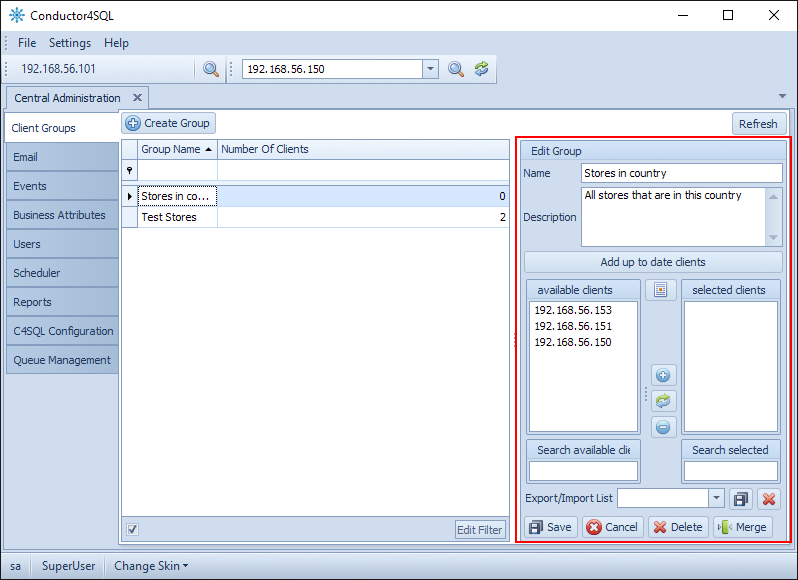 Conductor4SQL
File Settings Help
192.168.56.101 192.168.56.150
Central Administration
Client Groups
Email
Events
Business Attributes
Users
Scheduler
Reports
C4SQL Configuration
Queue Management
Create Group
Refresh
Group Name Number Of Clients
Stores in co... 0
Test Stores 2
Edit Filter
Edit Group
Name Stores in country
Description All stores that are in this country
Add up to date clients
available clients
192.168.56.153
192.168.56.151
192.168.56.150
selected clients
Search available clie
Search selected
Export/Import List
Save Cancel Delete Merge
sa SuperUser Change Skin